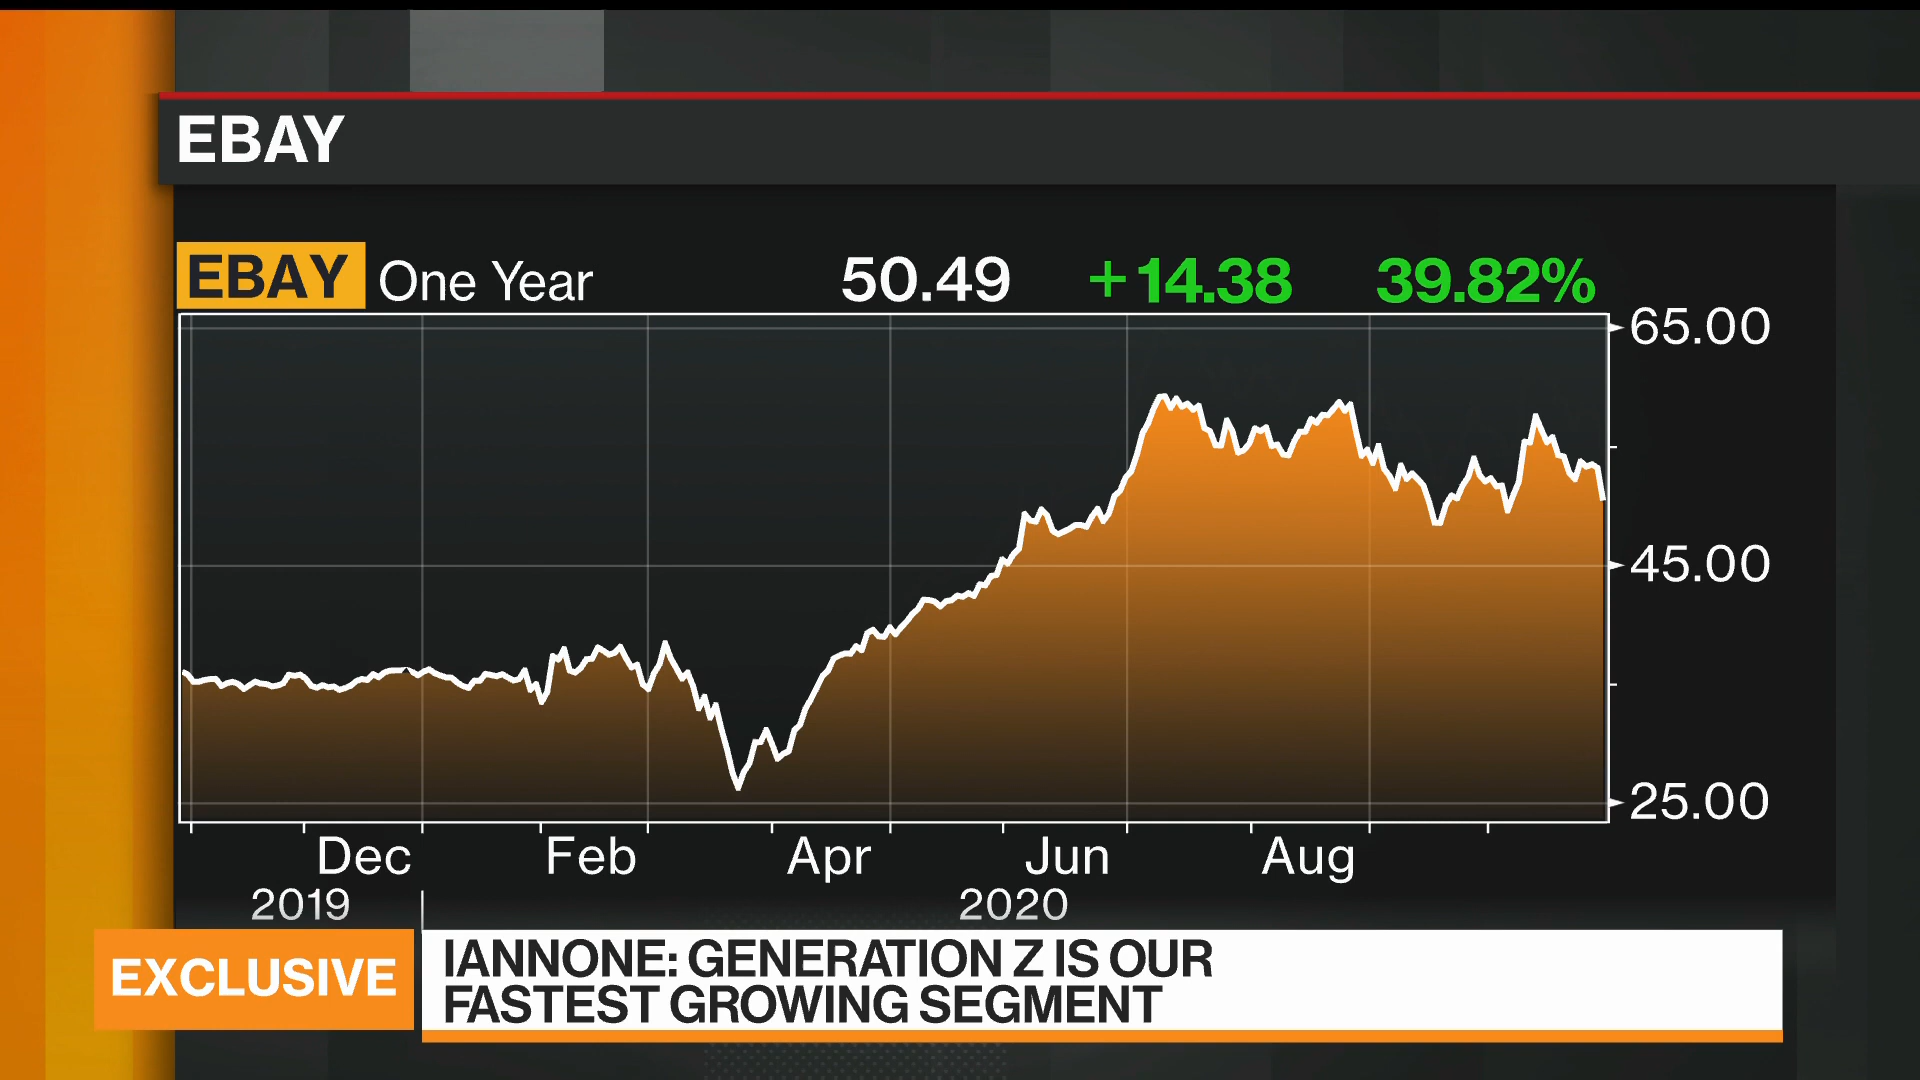 EBAY
EBAY One Year 50.49 +14.38 39.82%
65.00
45.00
25.00
Dec Feb Apr Jun Aug
2019 2020
EXCLUSIVE
IANNONE: GENERATION Z IS OUR
FASTEST GROWING SEGMENT